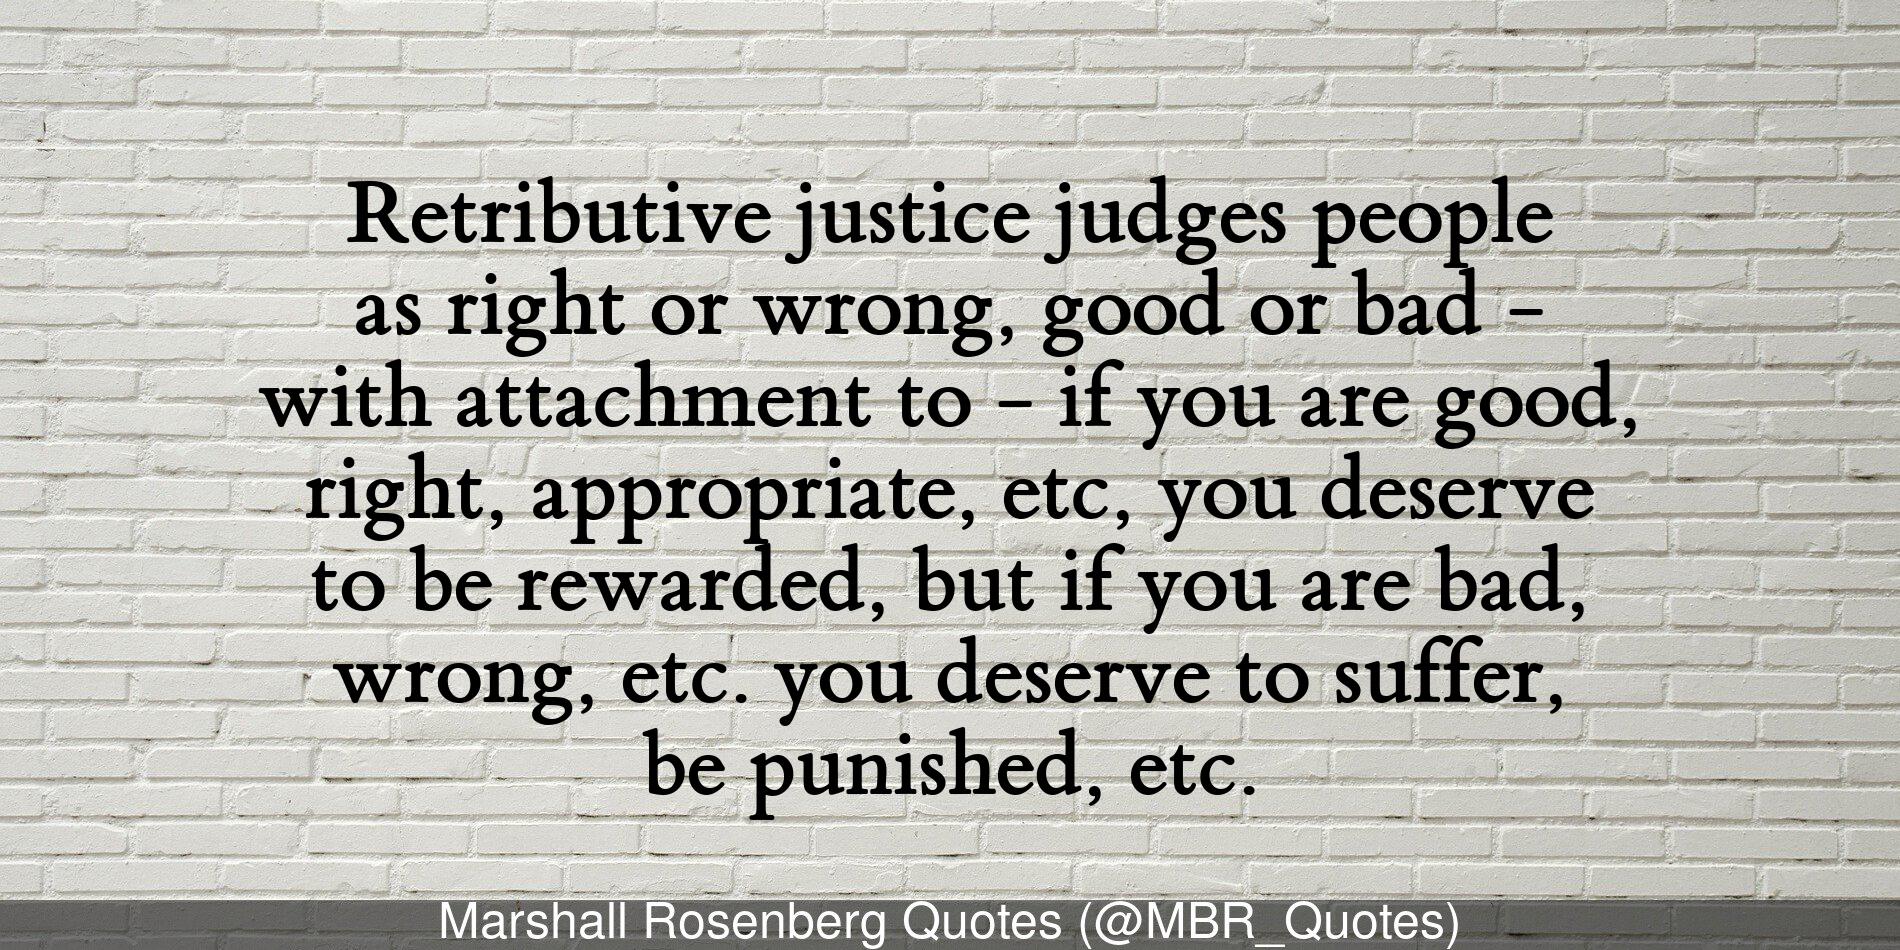 Retributive justice judges people
as right or wrong, good or bad –
with attachment to – if you are good,
right, appropriate, etc, you deserve
to be rewarded, but if you are bad,
wrong, etc. you deserve to suffer,
be punished, etc.
Marshall Rosenberg Quotes (@MBR_Quotes)